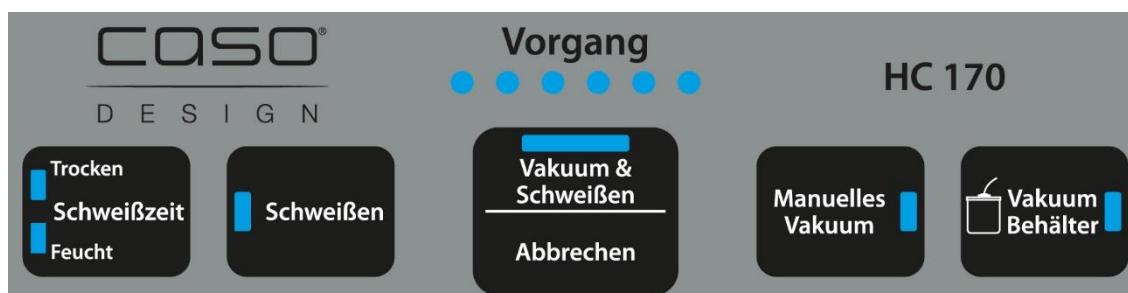 caso®
DESIGN
Vorgang
HC 170
Trocken
Schweißzeit
Feucht
Schweißen
Vakuum &
Schweißen
Abbrechen
Manuelles
Vakuum
Vakuum
Behälter